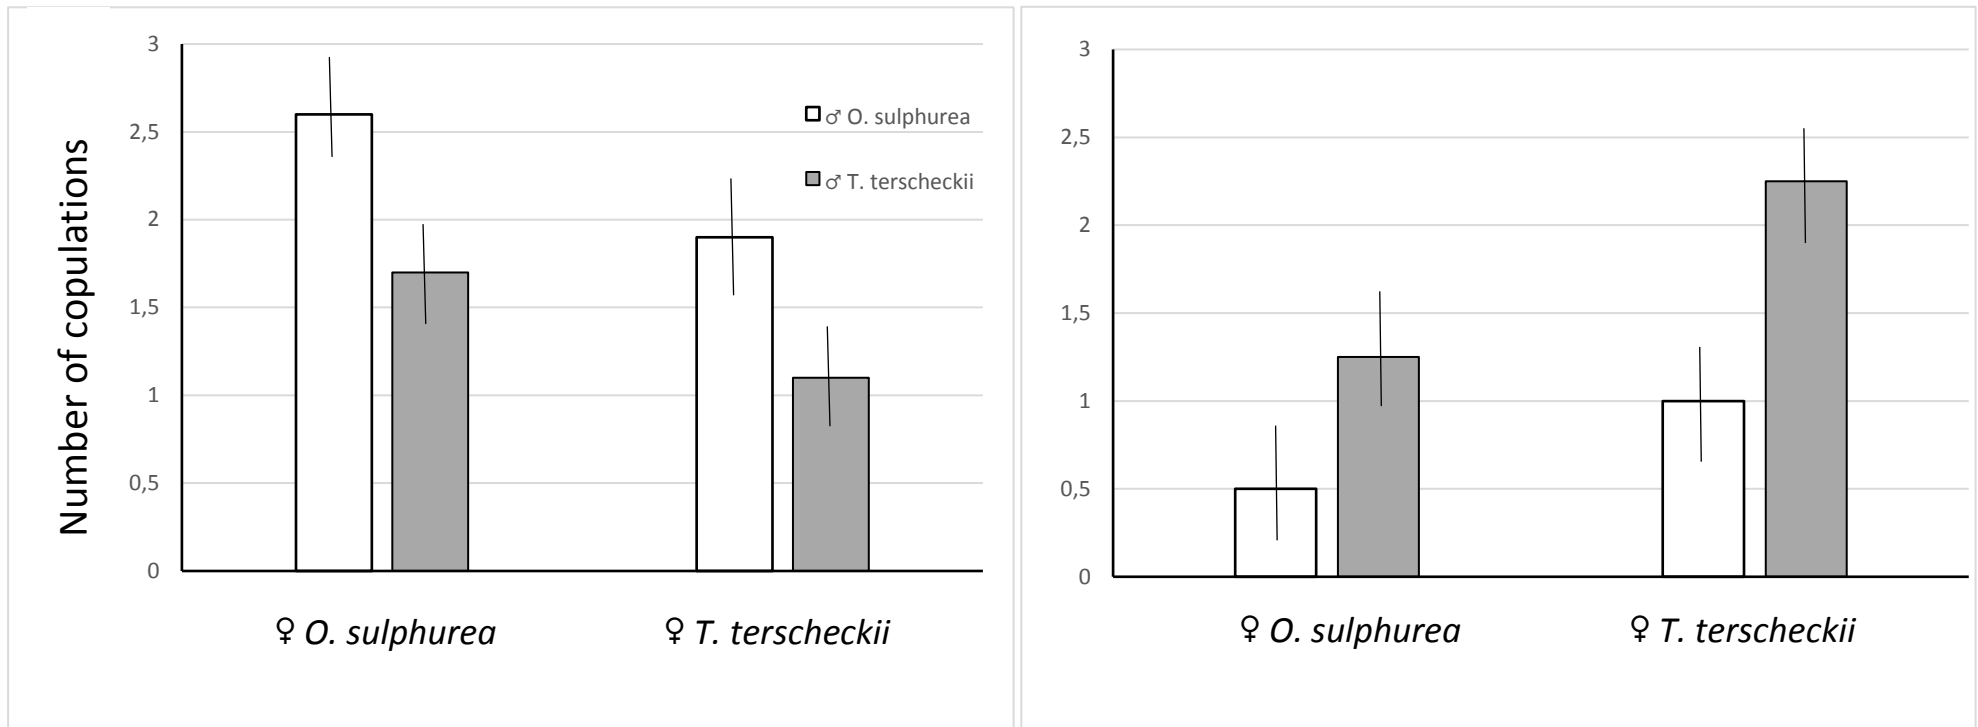 Number of copulations
3
2,5
2
1,5
1
0,5
0
♂ O. sulphurea
♂ T. terscheckii
♀ O. sulphurea
♀ T. terscheckii
3
2,5
2
1,5
1
0,5
0
♀ O. sulphurea
♀ T. terscheckii